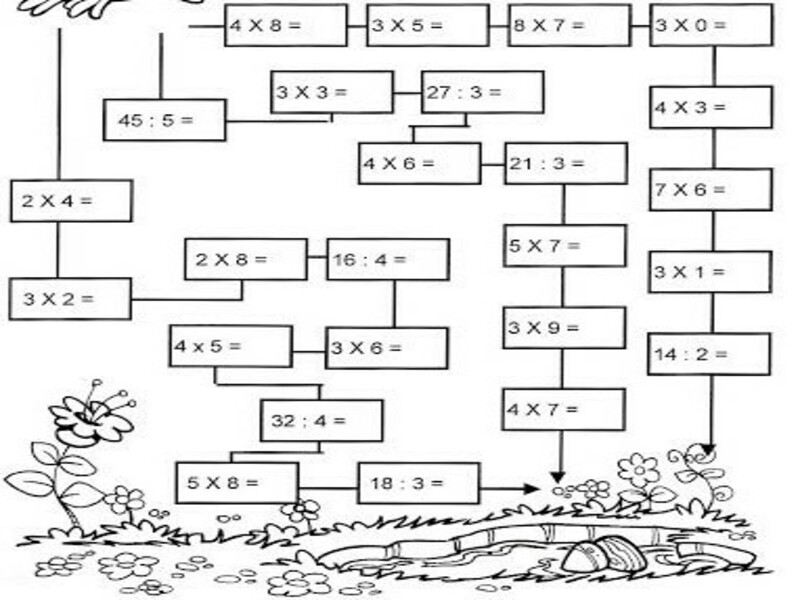 4 X 8 =
3 X 5 =
8 X 7 =
3 X 0 =
3 X 3 =
27 : 3 =
4 X 3 =
45 : 5 =
4 X 6 =
21 : 3 =
7 X 6 =
2 X 4 =
5 X 7 =
2 X 8 =
16 : 4 =
3 X 1 =
3 X 2 =
3 X 9 =
4 x 5 =
3 X 6 =
14 : 2 =
32 : 4 =
4 X 7 =
5 X 8 =
18 : 3 =